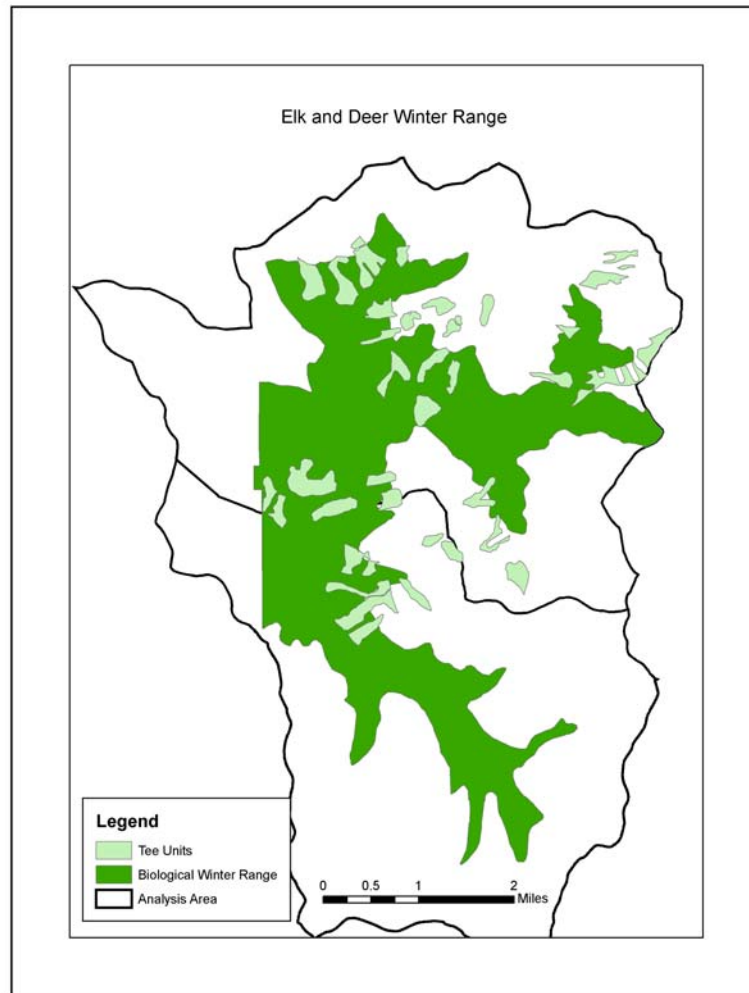 Elk and Deer Winter Range
Legend
Tee Units
Biological Winter Range
Analysis Area
0 0.5 1 2
Miles